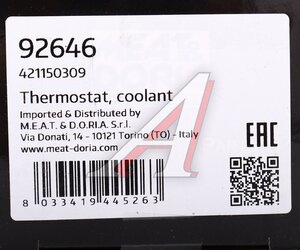 92646
421150309
Thermostat, coolant
Imported & Distributed by
M.E.A.T. & D.O.R.I.A. S.r.l.
Via Donati, 14 - 10121 Torino (TO) - Italy
www.meat-doria.com
EAC
8 033419 445263